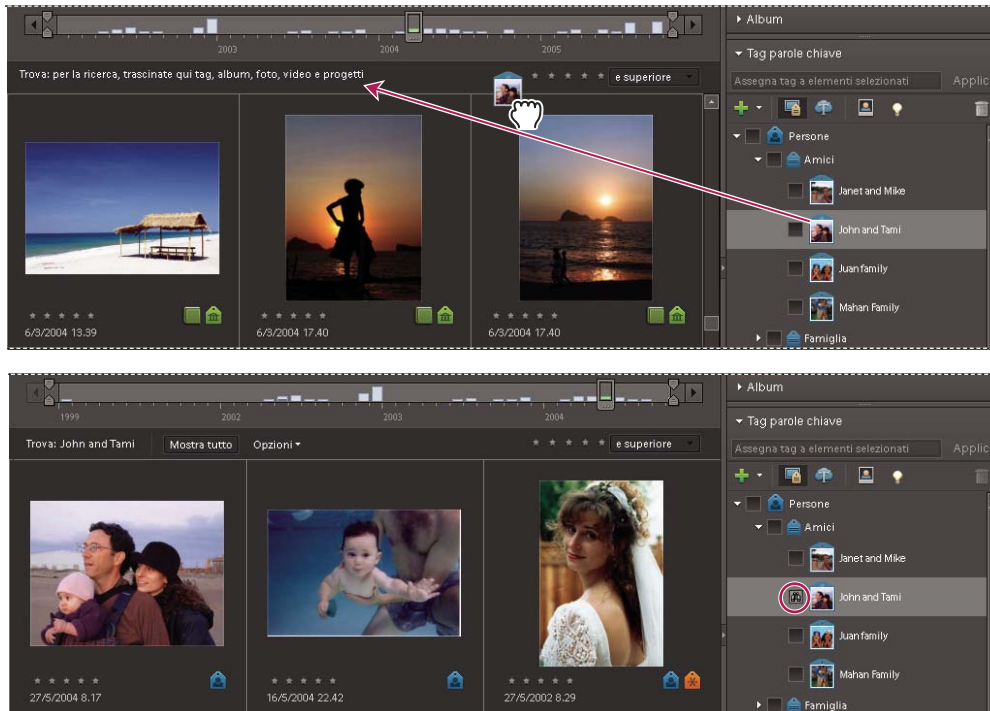 2003 2004 2005
Trova: per la ricerca, trascinate qui tag, album, foto, video e progetti
e superiore
6/3/2004 13.39
6/3/2004 17.40
6/3/2004 17.40
Album
Tag parole chiave
Assegna tag a elementi selezionati Applic
Persone
Amici
Janet and Mike
John and Tami
Juan family
Mahan Family
Famiglia
1999 2002 2003 2004
Trova: John and Tami Mostra tutto Opzioni
e superiore
27/5/2004 8.17
16/5/2004 22.42
27/5/2002 8.29
Album
Tag parole chiave
Assegna tag a elementi selezionati Applic
Persone
Amici
Janet and Mike
John and Tami
Juan family
Mahan Family
Famiglia